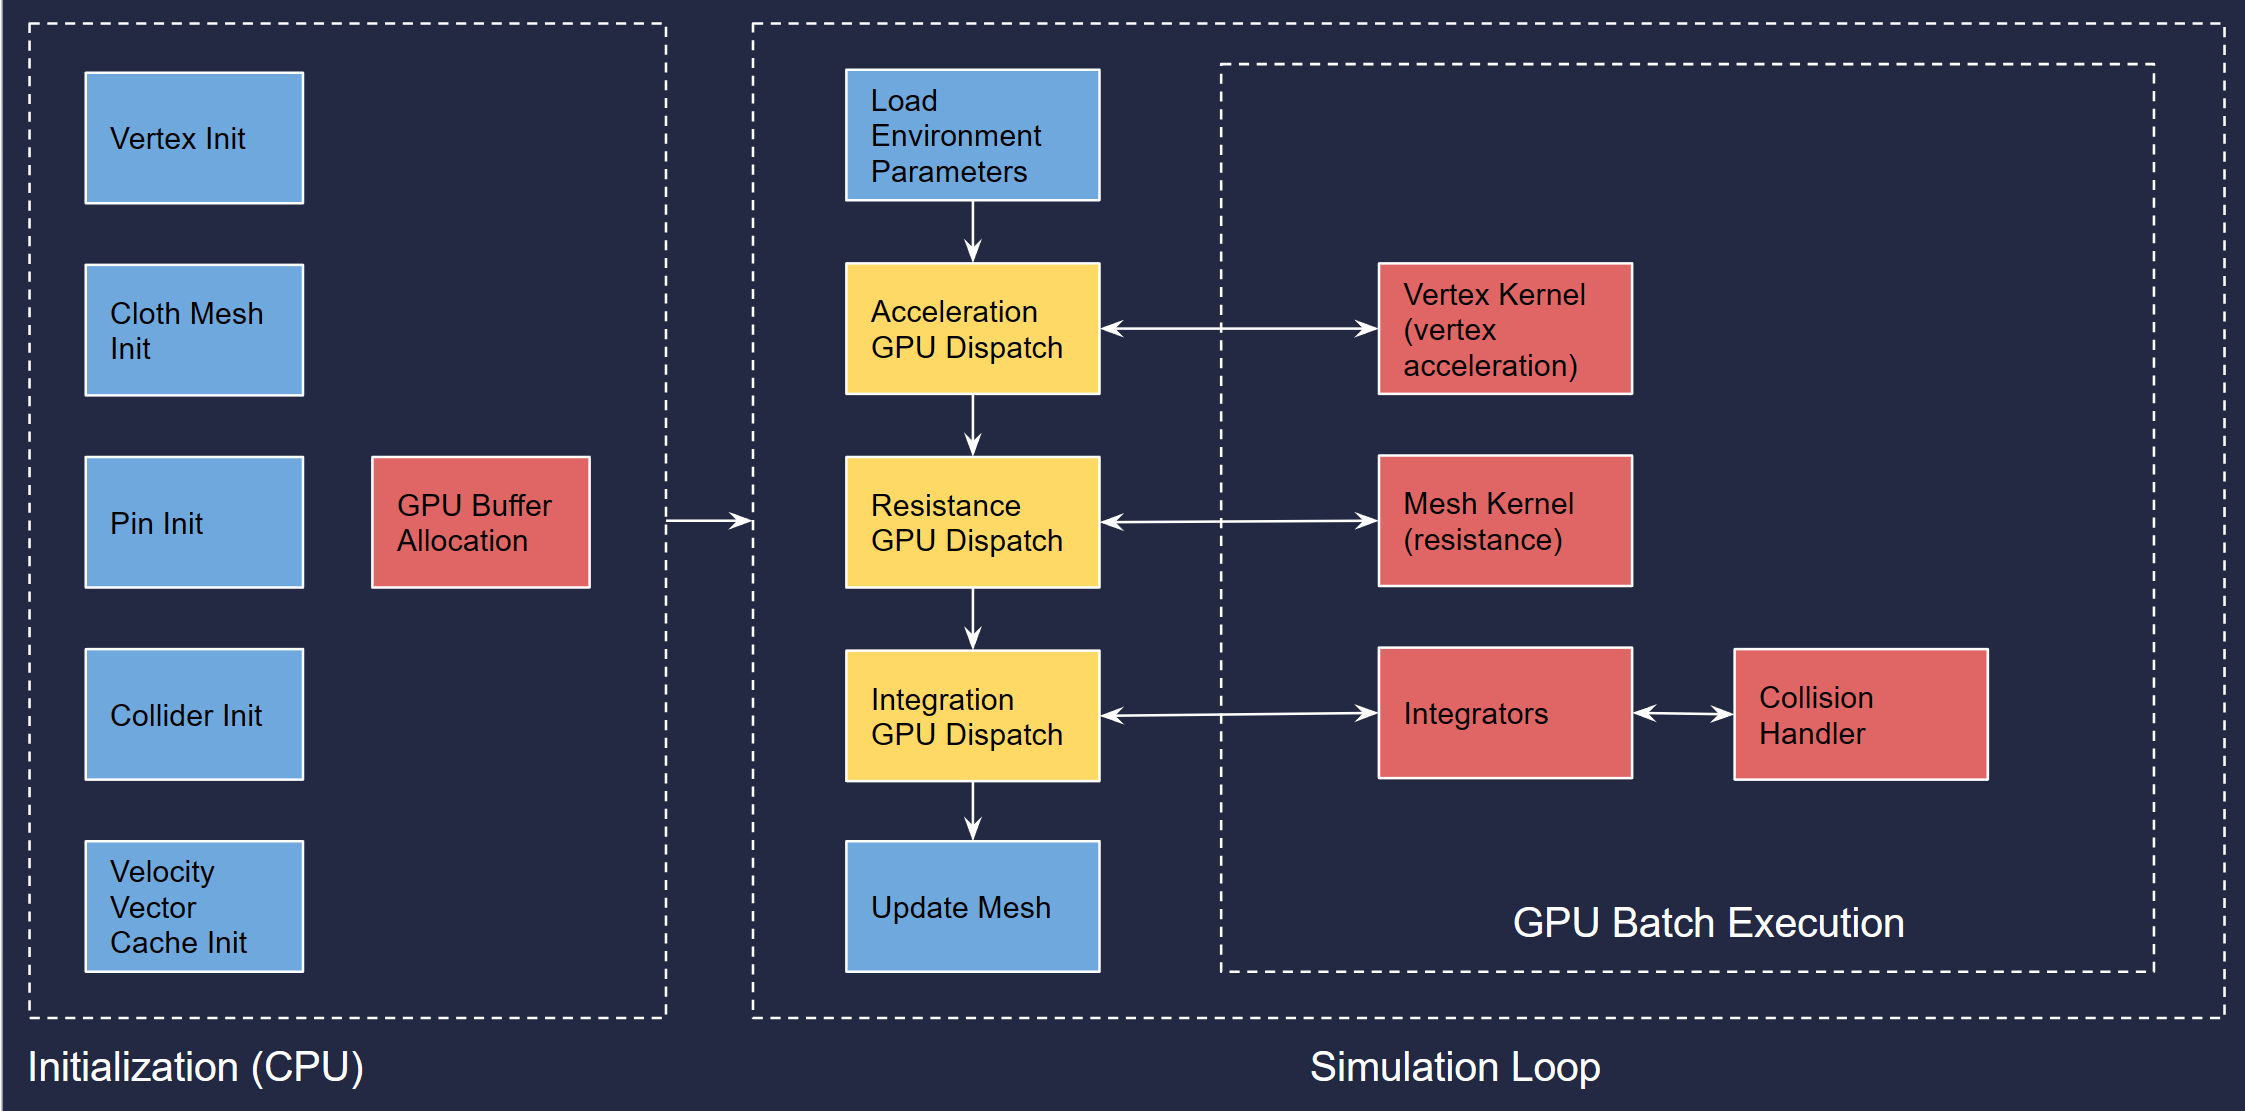 Vertex Init
Cloth Mesh
Init
Pin Init
GPU Buffer
Allocation
Collider Init
Velocity
Vector
Cache Init
Initialization (CPU)
Load
Environment
Parameters
Acceleration
GPU Dispatch
Vertex Kernel
(vertex
acceleration)
Resistance
GPU Dispatch
Mesh Kernel
(resistance)
Integration
GPU Dispatch
Integrators
Collision
Handler
Update Mesh
GPU Batch Execution
Simulation Loop